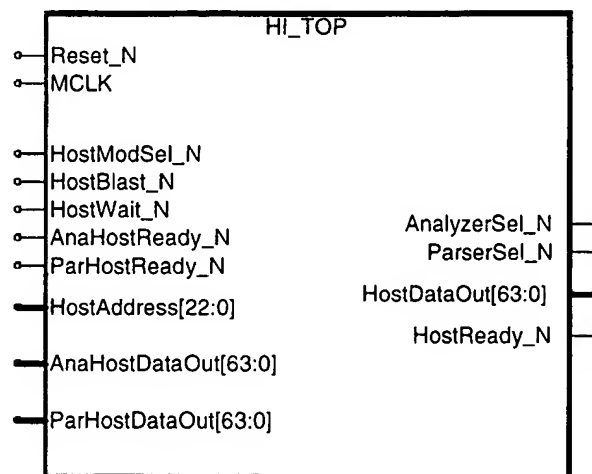 HI_TOP
Reset_N
MCLK
HostModSel_N
HostBlast_N
HostWait_N
AnaHostReady_N
ParHostReady_N
HostAddress[22:0]
AnaHostDataOut[63:0]
ParHostDataOut[63:0]
AnalyzerSel_N
ParserSel_N
HostDataOut[63:0]
HostReady_N